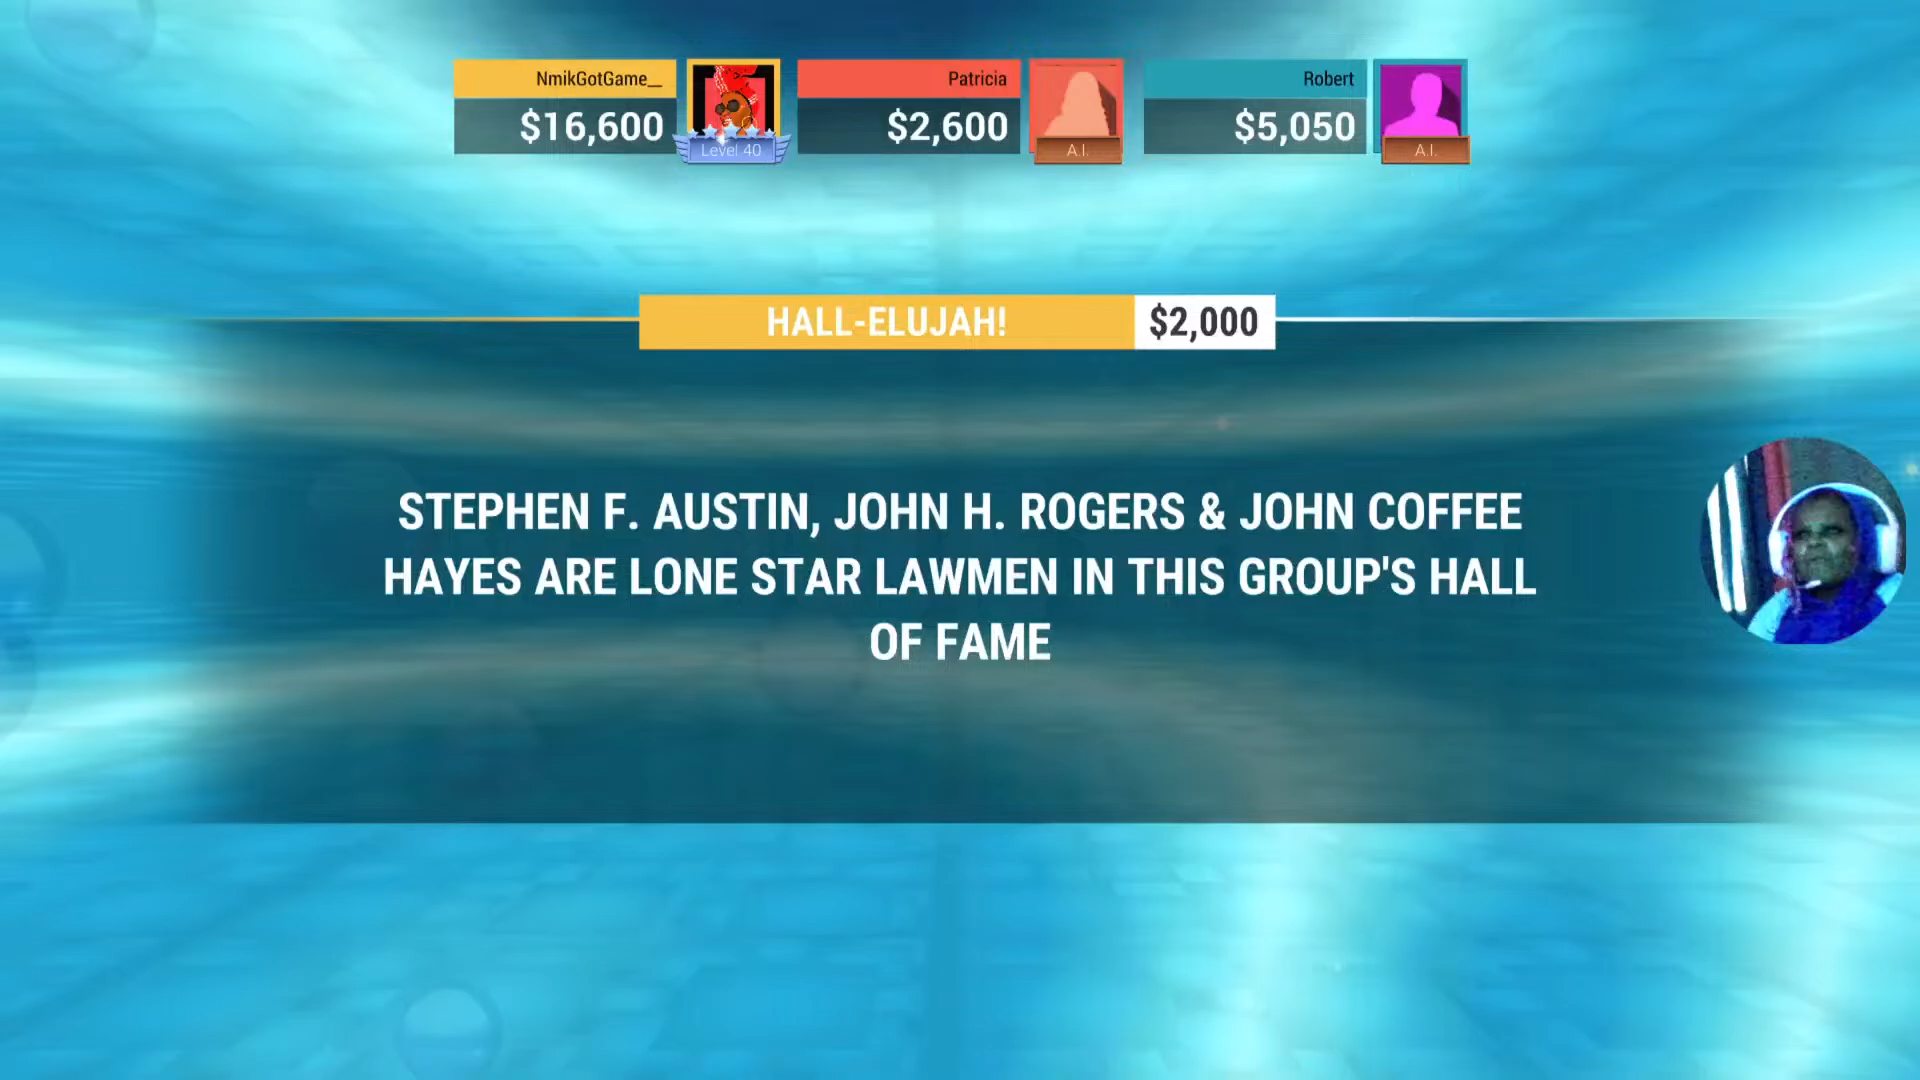 NmikGotGame__
$16,600
Level 40
Patricia
$2,600
A.I.
Robert
$5,050
A.I.
HALL-ELUJAH! $2,000
STEPHEN F. AUSTIN, JOHN H. ROGERS & JOHN COFFEE
HAYES ARE LONE STAR LAWMEN IN THIS GROUP'S HALL
OF FAME